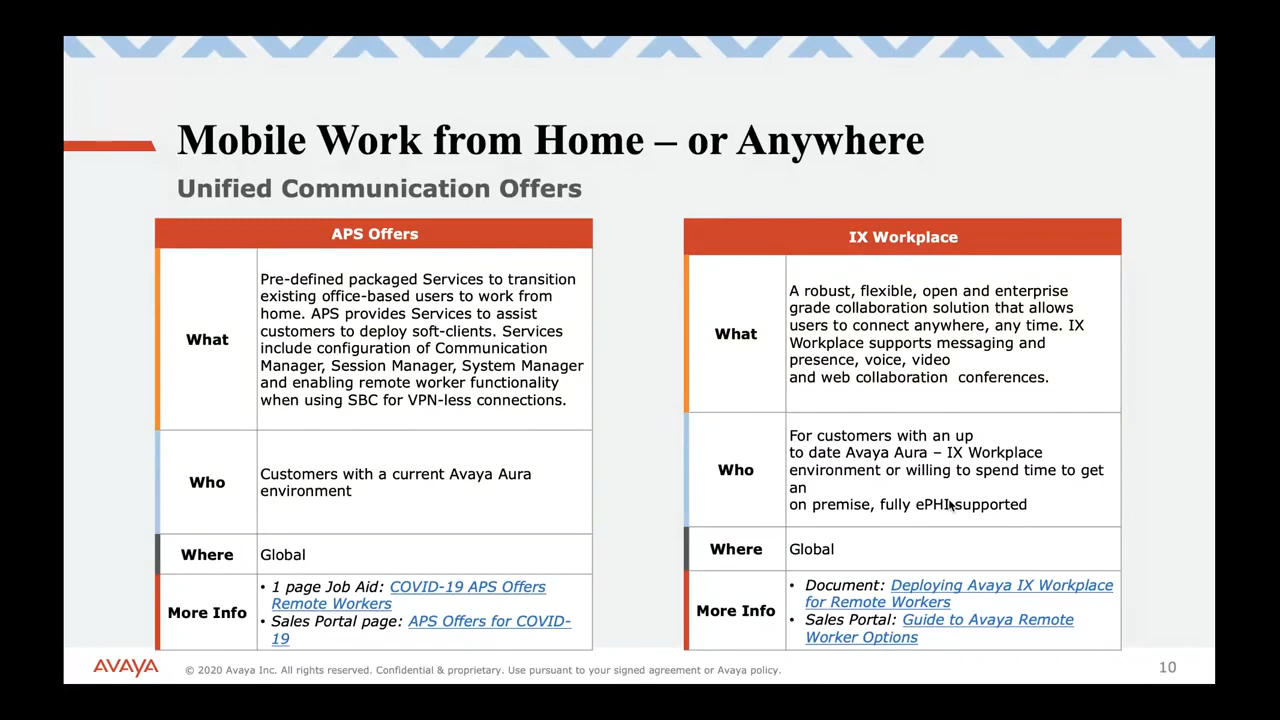 Mobile Work from Home – or Anywhere
Unified Communication Offers
APS Offers
What
Pre-defined packaged Services to transition
existing office-based users to work from
home. APS provides Services to assist
customers to deploy soft-clients. Services
include configuration of Communication
Manager, Session Manager, System Manager
and enabling remote worker functionality
when using SBC for VPN-less connections.
Who
Customers with a current Avaya Aura
environment
Where
Global
More Info
• 1 page Job Aid: COVID-19 APS Offers
Remote Workers
• Sales Portal page: APS Offers for COVID-
19
IX Workplace
What
A robust, flexible, open and enterprise
grade collaboration solution that allows
users to connect anywhere, any time. IX
Workplace supports messaging and
presence, voice, video
and web collaboration conferences.
Who
For customers with an up
to date Avaya Aura – IX Workplace
environment or willing to spend time to get
an
on premise, fully ePHI supported
Where
Global
More Info
• Document: Deploying Avaya IX Workplace
for Remote Workers
• Sales Portal: Guide to Avaya Remote
Worker Options
AVAYA
© 2020 Avaya Inc. All rights reserved. Confidential & proprietary. Use pursuant to your signed agreement or Avaya policy.
10